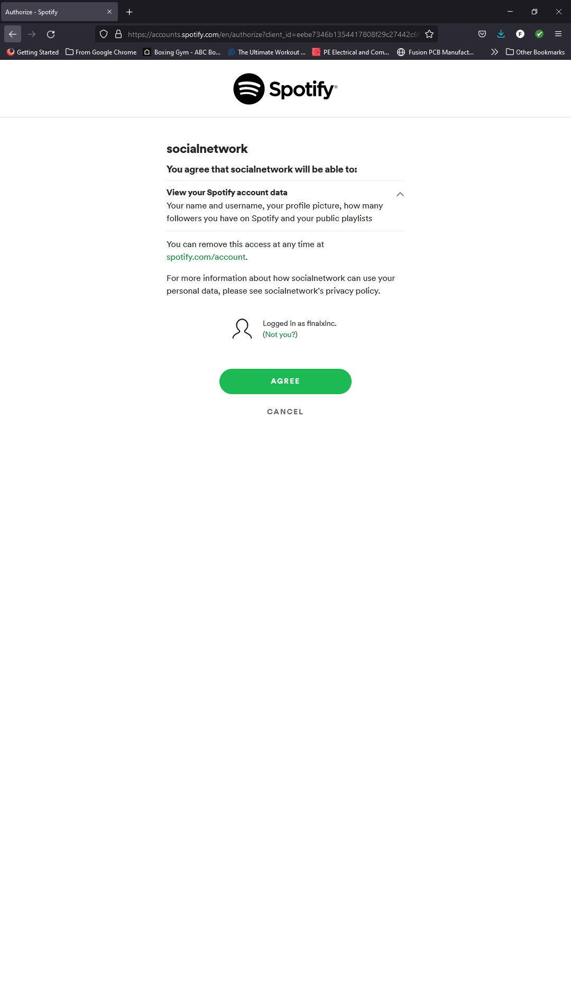 Authorize - Spotify
https://accounts.spotify.com/en/authorize?client_id=eebe7346b1354417808f29c27442c6f
Getting Started From Google Chrome Boxing Gym - ABC Bo... The Ultimate Workout ... PE Electrical and Com... Fusion PCB Manufact... Other Bookmarks
Spotify®
socialnetwork
You agree that socialnetwork will be able to:
View your Spotify account data
Your name and username, your profile picture, how many
followers you have on Spotify and your public playlists
You can remove this access at any time at
spotify.com/account.
For more information about how socialnetwork can use your
personal data, please see socialnetwork's privacy policy.
Logged in as finalxinc.
(Not you?)
AGREE
CANCEL